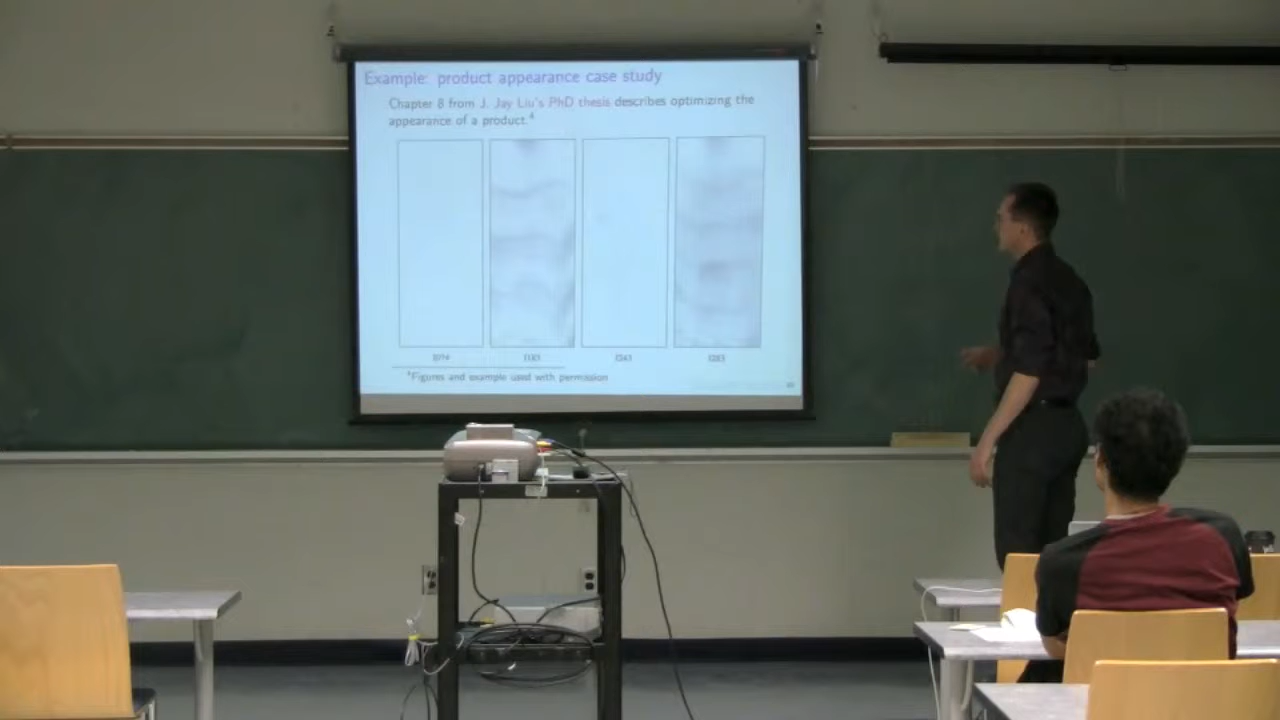 Example: product appearance case study
Chapter 8 from J. Jay Liu's PhD thesis describes optimizing the
appearance of a product.4
4Figures and example used with permission